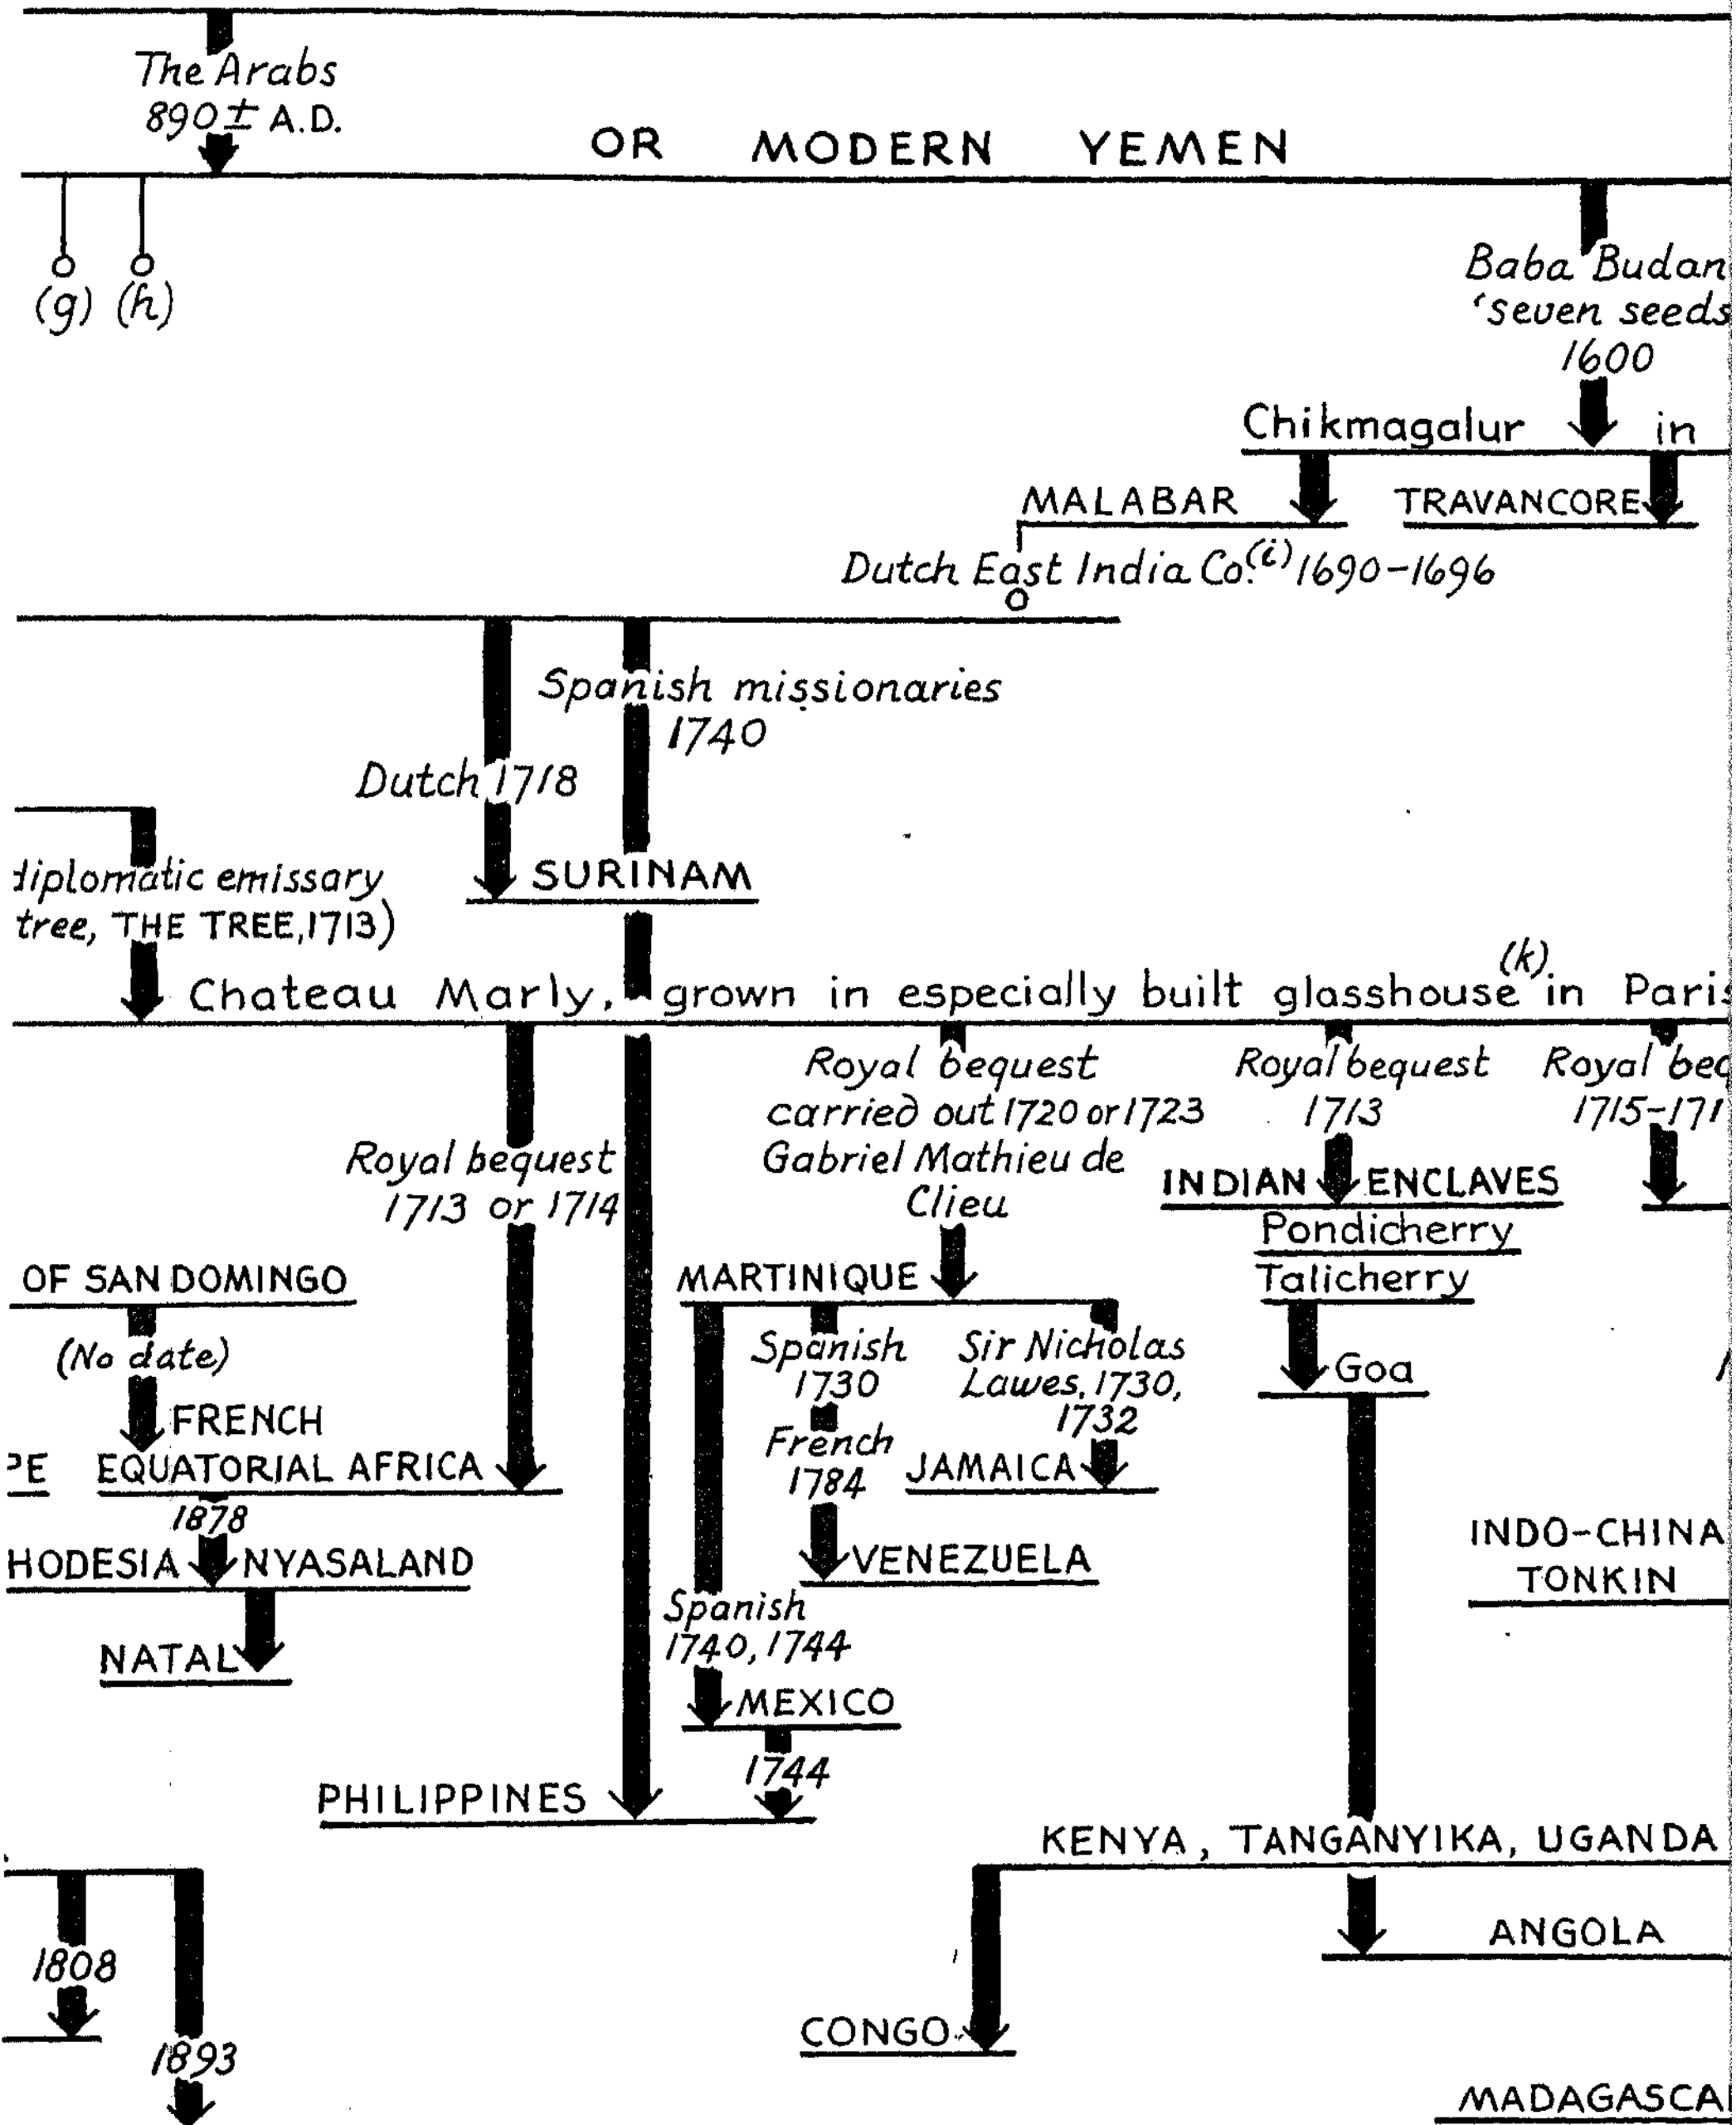 The Arabs
890± A.D.
OR MODERN YEMEN
(g) (h)
Baba Budan
'seven seeds
1600
Chikmagalur in
MALABAR TRAVANCORE
Dutch East India Co.(i) 1690-1696
Spanish missionaries
1740
Dutch 1718
SURINAM
diplomatic emissary
tree, THE TREE, 1713)
Chateau Marly, grown in especially built glasshouse (k) in Paris
Royal bequest
carried out 1720 or 1723
Gabriel Mathieu de
Clieu
Royal bequest
1713
Royal beq
1715-171
Royal bequest
1713 or 1714
INDIAN ENCLAVES
Pondicherry
Talicherry
OF SAN DOMINGO
MARTINIQUE
(No date)
Spanish
1730
Sir Nicholas
Lawes, 1730,
1732
Goa
FRENCH
EQUATORIAL AFRICA
French
1784
JAMAICA
PE
1878
HODESIA NYASALAND
VENEZUELA
INDO-CHINA
TONKIN
NATAL
Spanish
1740, 1744
MEXICO
1744
PHILIPPINES
KENYA, TANGANYIKA, UGANDA
ANGOLA
1808
CONGO
1893
MADAGASCA